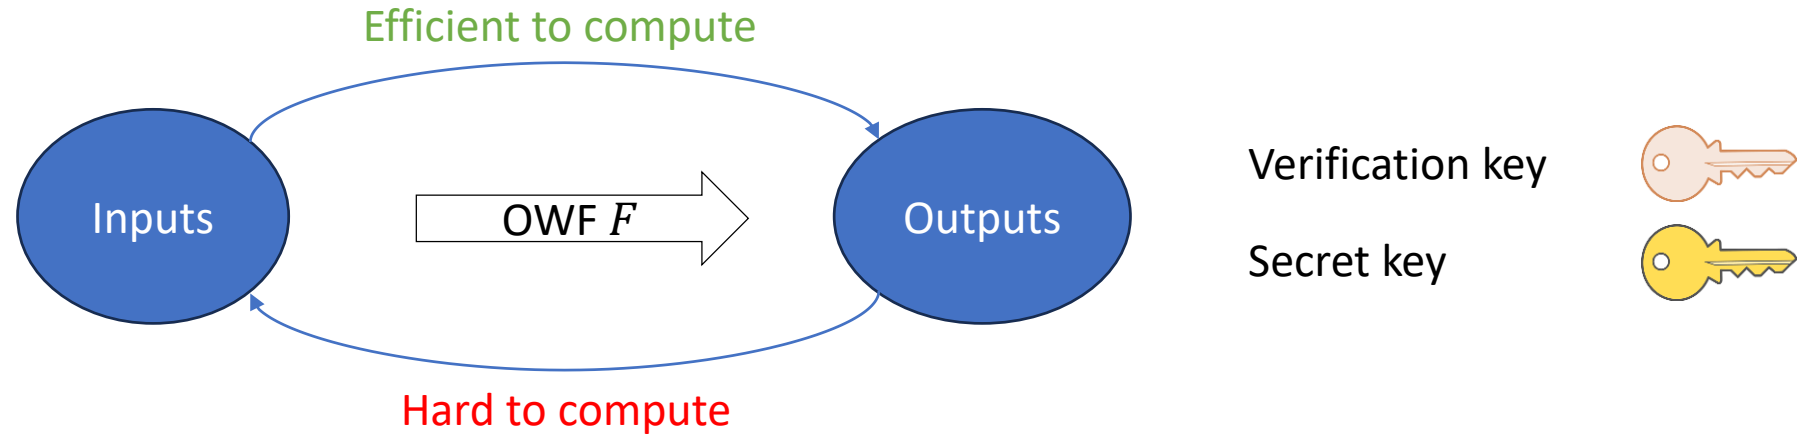 Efficient to compute
Inputs
OWF F
Outputs
Hard to compute
Verification key
Secret key